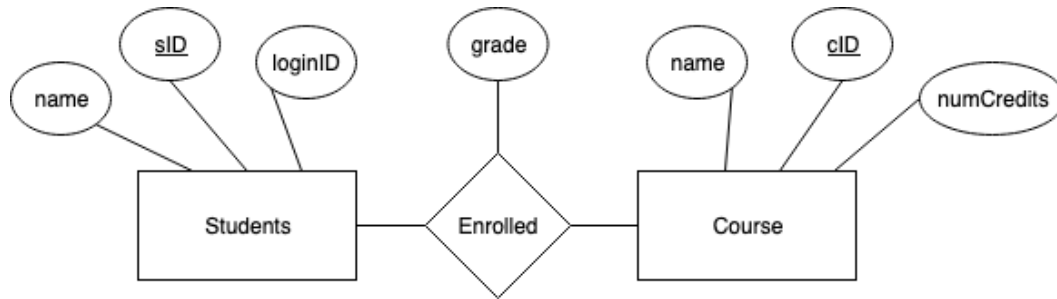 sID
loginID
name
grade
name
cID
numCredits
Students
Enrolled
Course